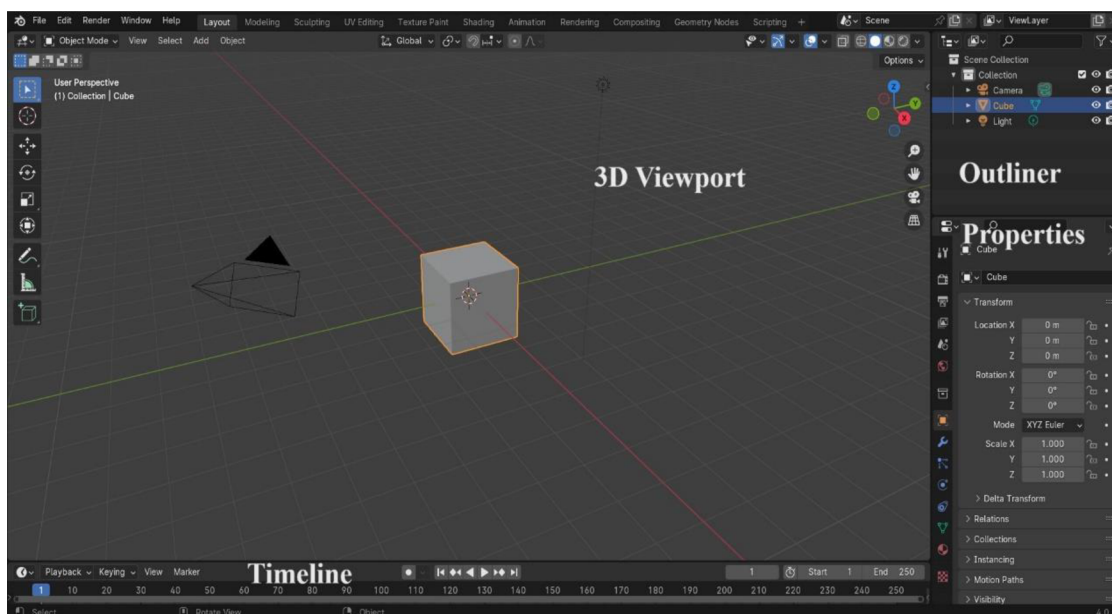 File Edit Render Window Help Layout Modeling Sculpting UV Editing Texture Paint Shading Animation Rendering Compositing Geometry Nodes Scripting + Scene ViewLayer
Object Mode View Select Add Object Global
Options
User Perspective
(1) Collection | Cube
Z
Y
X
3D Viewport
Scene Collection
Collection
Camera
Cube
Light
Outliner
Properties
Cube
Cube
Transform
Location X 0 m
Y 0 m
Z 0 m
Rotation X 0°
Y 0°
Z 0°
Mode XYZ Euler
Scale X 1.000
Y 1.000
Z 1.000
Delta Transform
Relations
Collections
Instancing
Motion Paths
Visibility
Playback Keying View Marker Timeline 1 Start 1 End 250
1 10 20 30 40 50 60 70 80 90 100 110 120 130 140 150 160 170 180 190 200 210 220 230 240 250
Select Rotate View Object 4.0